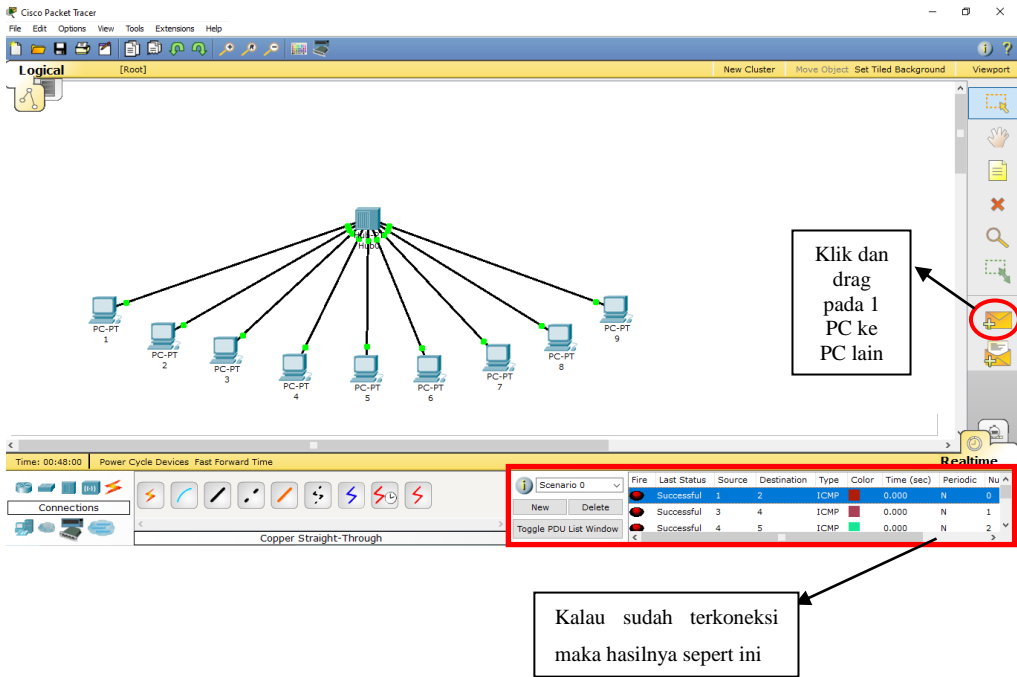 Cisco Packet Tracer
File Edit Options View Tools Extensions Help
Logical [Root] New Cluster Move Object Set Tiled Background Viewport
Hub0
PC-PT
1
PC-PT
2
PC-PT
3
PC-PT
4
PC-PT
5
PC-PT
6
PC-PT
7
PC-PT
8
PC-PT
9
Klik dan
drag
pada 1
PC ke
PC lain
Time: 00:48:00 Power Cycle Devices Fast Forward Time Realtime
Connections
Copper Straight-Through
Scenario 0
New Delete
Toggle PDU List Window
Fire Last Status Source Destination Type Color Time (sec) Periodic Nu
Successful 1 2 ICMP 0.000 N 0
Successful 3 4 ICMP 0.000 N 1
Successful 4 5 ICMP 0.000 N 2
Kalau sudah terkoneksi
maka hasilnya sepert ini